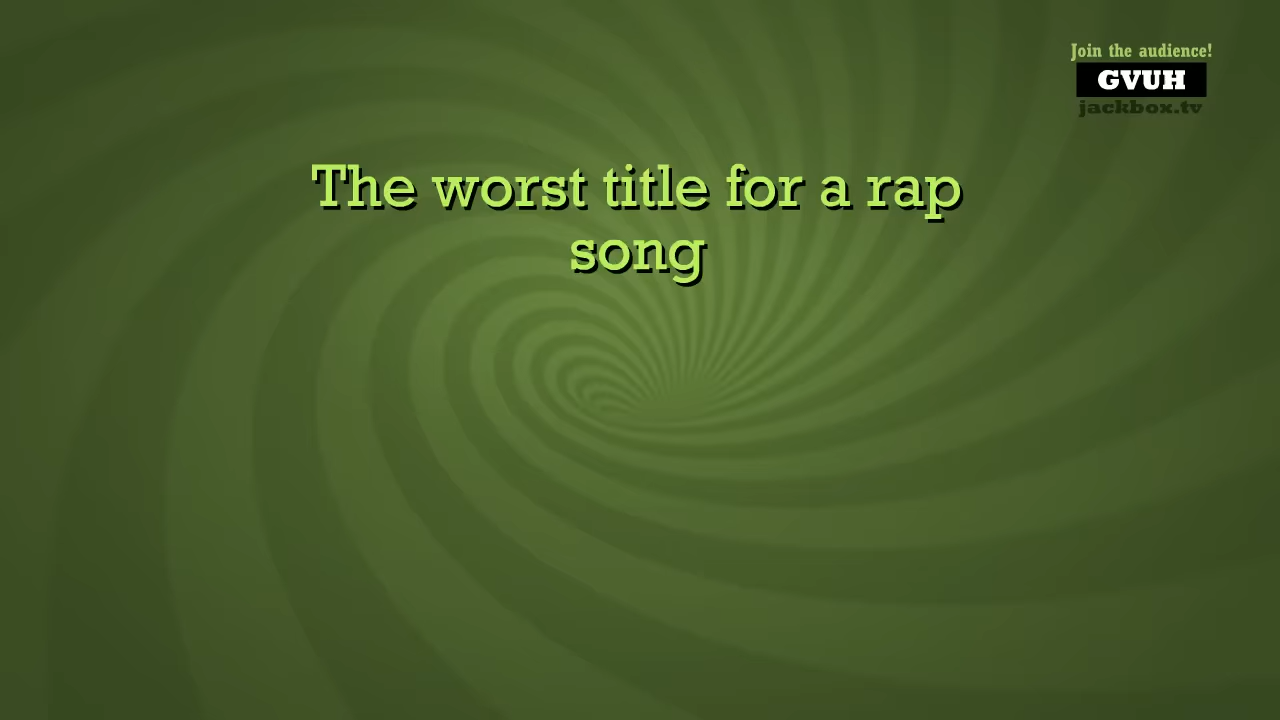 Join the audience!
GVUH
jackbox.tv
The worst title for a rap
song